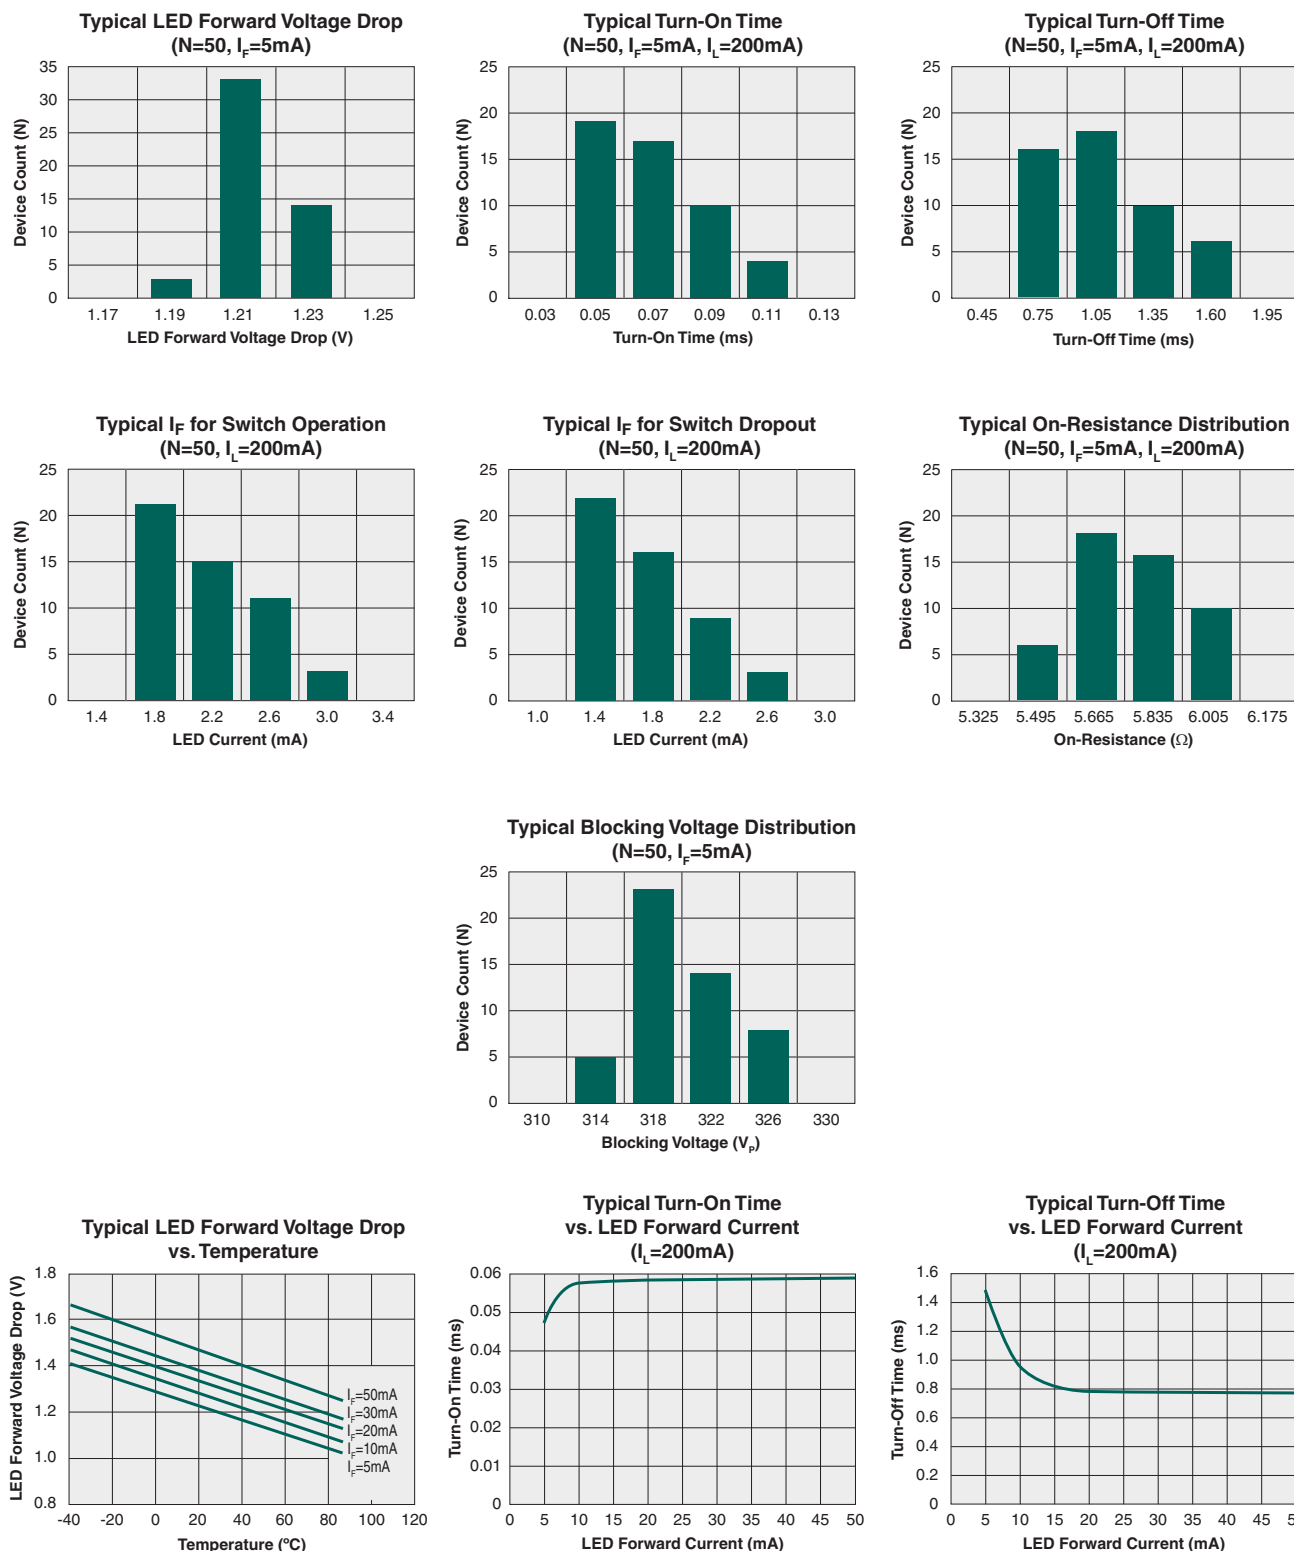 Typical LED Forward Voltage Drop
(N=50, IF=5mA)
Device Count (N)
35
30
25
20
15
10
5
0
1.17 1.19 1.21 1.23 1.25
LED Forward Voltage Drop (V)
Typical Turn-On Time
(N=50, IF=5mA, IL=200mA)
Device Count (N)
25
20
15
10
5
0
0.03 0.05 0.07 0.09 0.11 0.13
Turn-On Time (ms)
Typical Turn-Off Time
(N=50, IF=5mA, IL=200mA)
Device Count (N)
25
20
15
10
5
0
0.45 0.75 1.05 1.35 1.60 1.95
Turn-Off Time (ms)
Typical IF for Switch Operation
(N=50, IL=200mA)
Device Count (N)
25
20
15
10
5
0
1.4 1.8 2.2 2.6 3.0 3.4
LED Current (mA)
Typical IF for Switch Dropout
(N=50, IL=200mA)
Device Count (N)
25
20
15
10
5
0
1.0 1.4 1.8 2.2 2.6 3.0
LED Current (mA)
Typical On-Resistance Distribution
(N=50, IF=5mA, IL=200mA)
Device Count (N)
25
20
15
10
5
0
5.325 5.495 5.665 5.835 6.005 6.175
On-Resistance (Ω)
Typical Blocking Voltage Distribution
(N=50, IF=5mA)
Device Count (N)
25
20
15
10
5
0
310 314 318 322 326 330
Blocking Voltage (VP)
Typical LED Forward Voltage Drop
vs. Temperature
LED Forward Voltage Drop (V)
1.8
1.6
1.4
1.2
1.0
0.8
IF=50mA
IF=30mA
IF=20mA
IF=10mA
IF=5mA
-40 -20 0 20 40 60 80 100 120
Temperature (ºC)
Typical Turn-On Time
vs. LED Forward Current
(IL=200mA)
Turn-On Time (ms)
0.06
0.05
0.04
0.03
0.02
0.01
0
0 5 10 15 20 25 30 35 40 45 50
LED Forward Current (mA)
Typical Turn-Off Time
vs. LED Forward Current
(IL=200mA)
Turn-Off Time (ms)
1.6
1.4
1.2
1.0
0.8
0.6
0.4
0.2
0
0 5 10 15 20 25 30 35 40 45
LED Forward Current (mA)